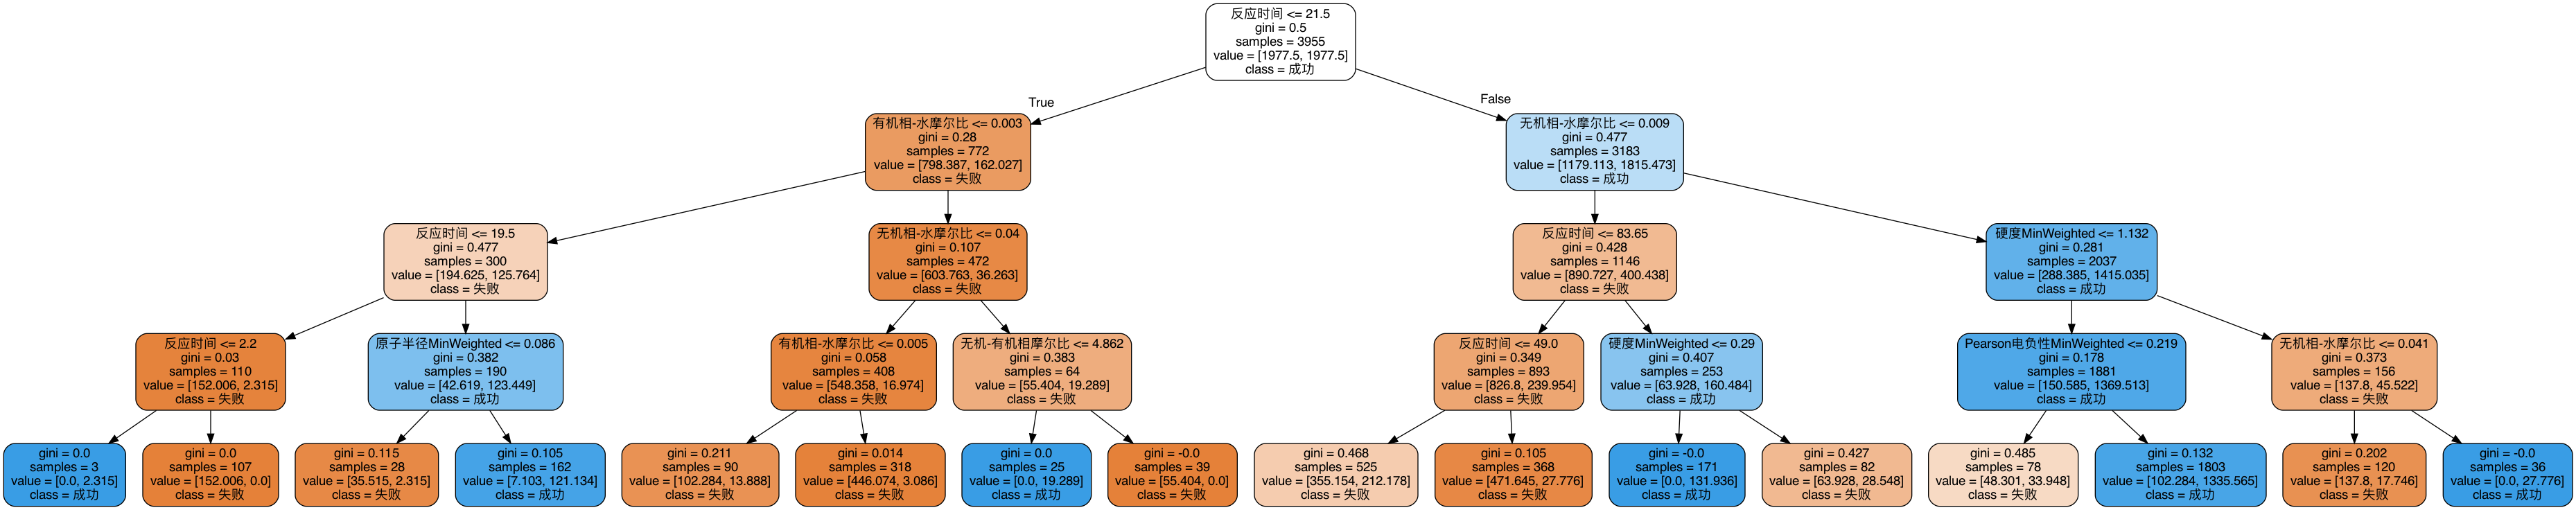 反应时间 <= 21.5
gini = 0.5
samples = 3955
value = [1977.5, 1977.5]
class = 成功
True
False
有机相-水摩尔比 <= 0.003
gini = 0.28
samples = 772
value = [798.387, 162.027]
class = 失败
无机相-水摩尔比 <= 0.009
gini = 0.477
samples = 3183
value = [1179.113, 1815.473]
class = 成功
反应时间 <= 19.5
gini = 0.477
samples = 300
value = [194.625, 125.764]
class = 失败
无机相-水摩尔比 <= 0.04
gini = 0.107
samples = 472
value = [603.763, 36.263]
class = 失败
反应时间 <= 83.65
gini = 0.428
samples = 1146
value = [890.727, 400.438]
class = 失败
硬度MinWeighted <= 1.132
gini = 0.281
samples = 2037
value = [288.385, 1415.035]
class = 成功
反应时间 <= 2.2
gini = 0.03
samples = 110
value = [152.006, 2.315]
class = 失败
原子半径MinWeighted <= 0.086
gini = 0.382
samples = 190
value = [42.619, 123.449]
class = 成功
有机相-水摩尔比 <= 0.005
gini = 0.058
samples = 408
value = [548.358, 16.974]
class = 失败
无机-有机相摩尔比 <= 4.862
gini = 0.383
samples = 64
value = [55.404, 19.289]
class = 失败
反应时间 <= 49.0
gini = 0.349
samples = 893
value = [826.8, 239.954]
class = 失败
硬度MinWeighted <= 0.29
gini = 0.407
samples = 253
value = [63.928, 160.484]
class = 成功
Pearson电负性MinWeighted <= 0.219
gini = 0.178
samples = 1881
value = [150.585, 1369.513]
class = 成功
无机相-水摩尔比 <= 0.041
gini = 0.373
samples = 156
value = [137.8, 45.522]
class = 失败
gini = 0.0
samples = 3
value = [0.0, 2.315]
class = 成功
gini = 0.0
samples = 107
value = [152.006, 0.0]
class = 失败
gini = 0.115
samples = 28
value = [35.515, 2.315]
class = 失败
gini = 0.105
samples = 162
value = [7.103, 121.134]
class = 成功
gini = 0.211
samples = 90
value = [102.284, 13.888]
class = 失败
gini = 0.014
samples = 318
value = [446.074, 3.086]
class = 失败
gini = 0.0
samples = 25
value = [0.0, 19.289]
class = 成功
gini = -0.0
samples = 39
value = [55.404, 0.0]
class = 失败
gini = 0.468
samples = 525
value = [355.154, 212.178]
class = 失败
gini = 0.105
samples = 368
value = [471.645, 27.776]
class = 失败
gini = -0.0
samples = 171
value = [0.0, 131.936]
class = 成功
gini = 0.427
samples = 82
value = [63.928, 28.548]
class = 失败
gini = 0.485
samples = 78
value = [48.301, 33.948]
class = 失败
gini = 0.132
samples = 1803
value = [102.284, 1335.565]
class = 成功
gini = 0.202
samples = 120
value = [137.8, 17.746]
class = 失败
gini = -0.0
samples = 36
value = [0.0, 27.776]
class = 成功